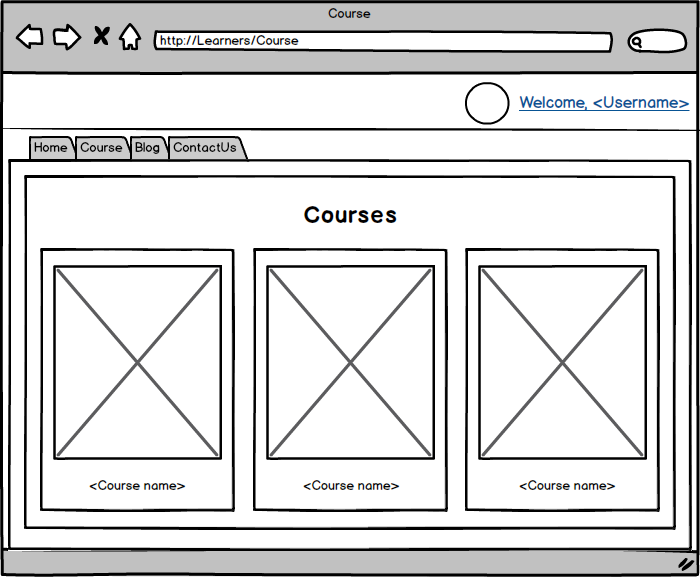 Course
http://Learners/Course
Welcome, <Username>
Home Course Blog ContactUs
Courses
<Course name> <Course name> <Course name>